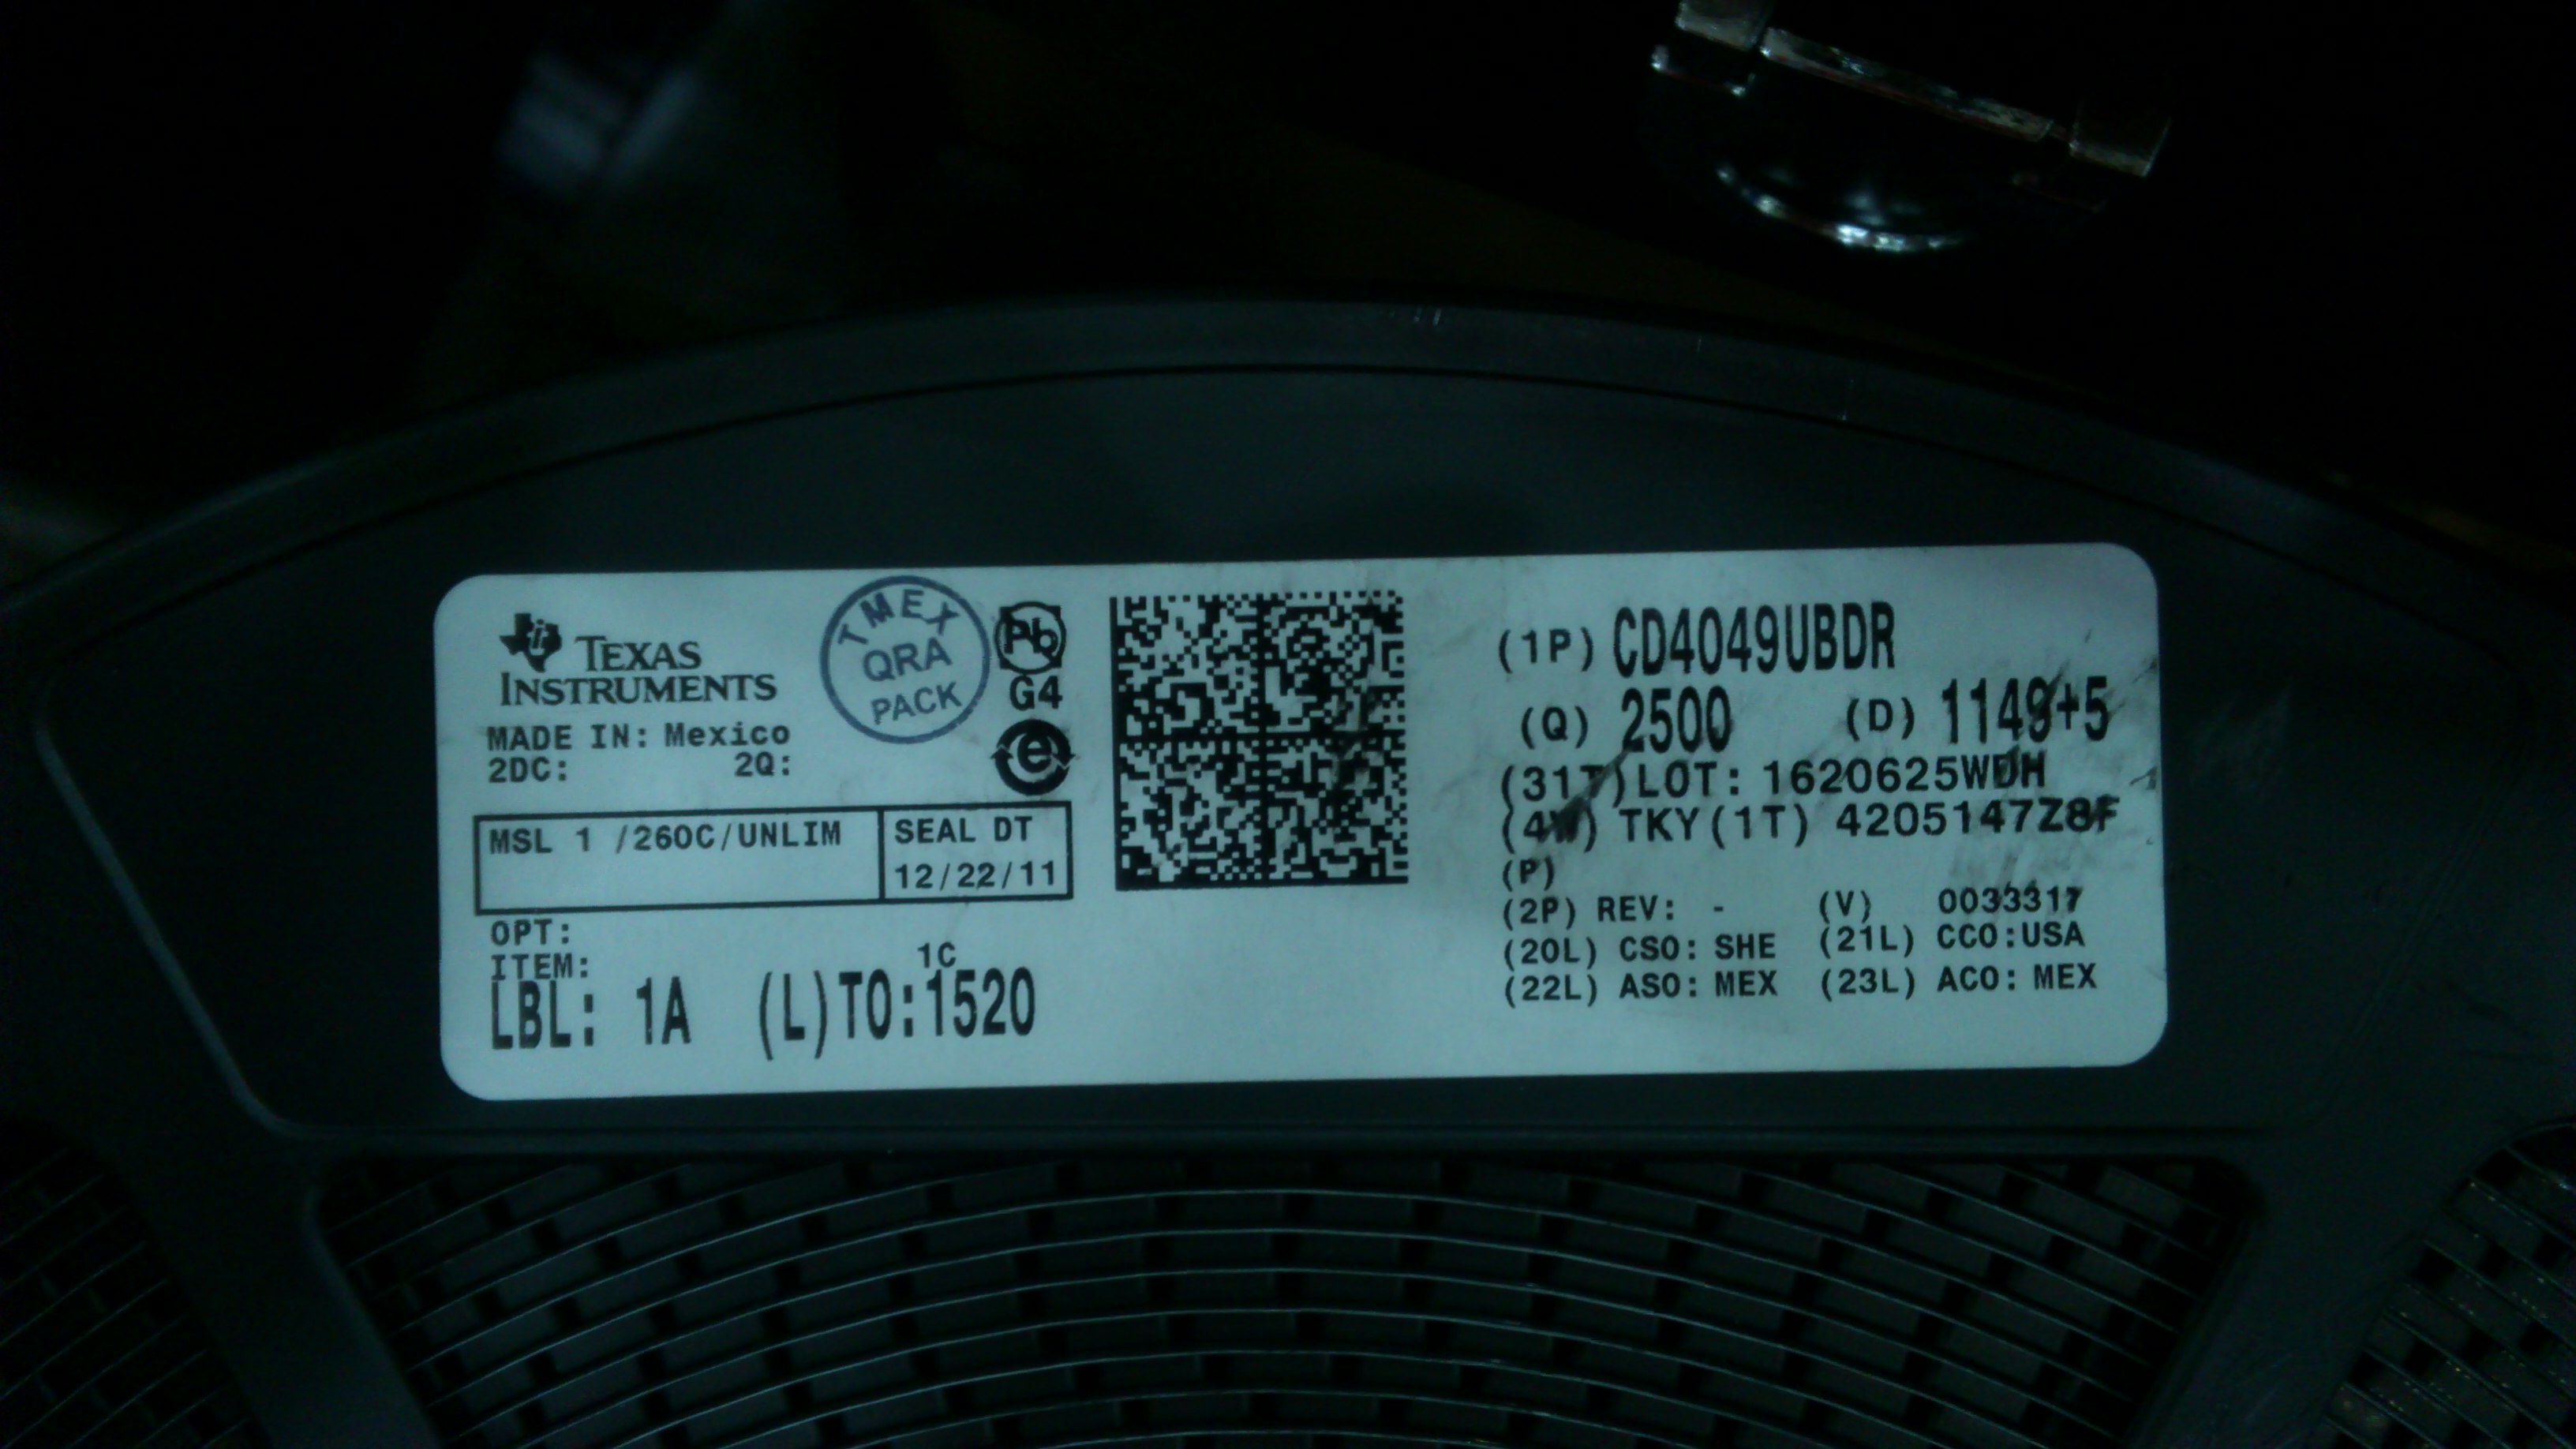 TEXAS
INSTRUMENTS
MADE IN: Mexico
2DC: 2Q:
TMEX
QRA
PACK
Pb
G4
e
MSL 1 /260C/UNLIM
SEAL DT
12/22/11
OPT:
ITEM:
1C
LBL: 1A (L)TO:1520
(1P) CD4049UBDR
(Q) 2500 (D) 1149+5
(31T)LOT: 1620625WDH
(4W) TKY(1T) 4205147Z8F
(P)
(2P) REV: - (V) 0033317
(20L) CSO: SHE (21L) CCO:USA
(22L) ASO: MEX (23L) ACO: MEX